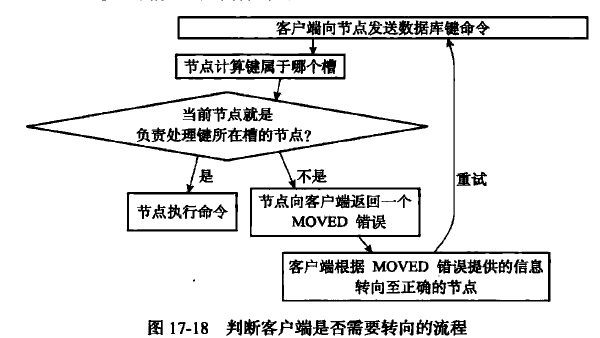 客户端向节点发送数据库键命令
节点计算键属于哪个槽
当前节点就是
负责处理键所在槽的节点?
是
不是
重试
节点执行命令
节点向客户端返回一个
MOVED 错误
客户端根据 MOVED 错误提供的信息
转向至正确的节点
图 17-18 判断客户端是否需要转向的流程